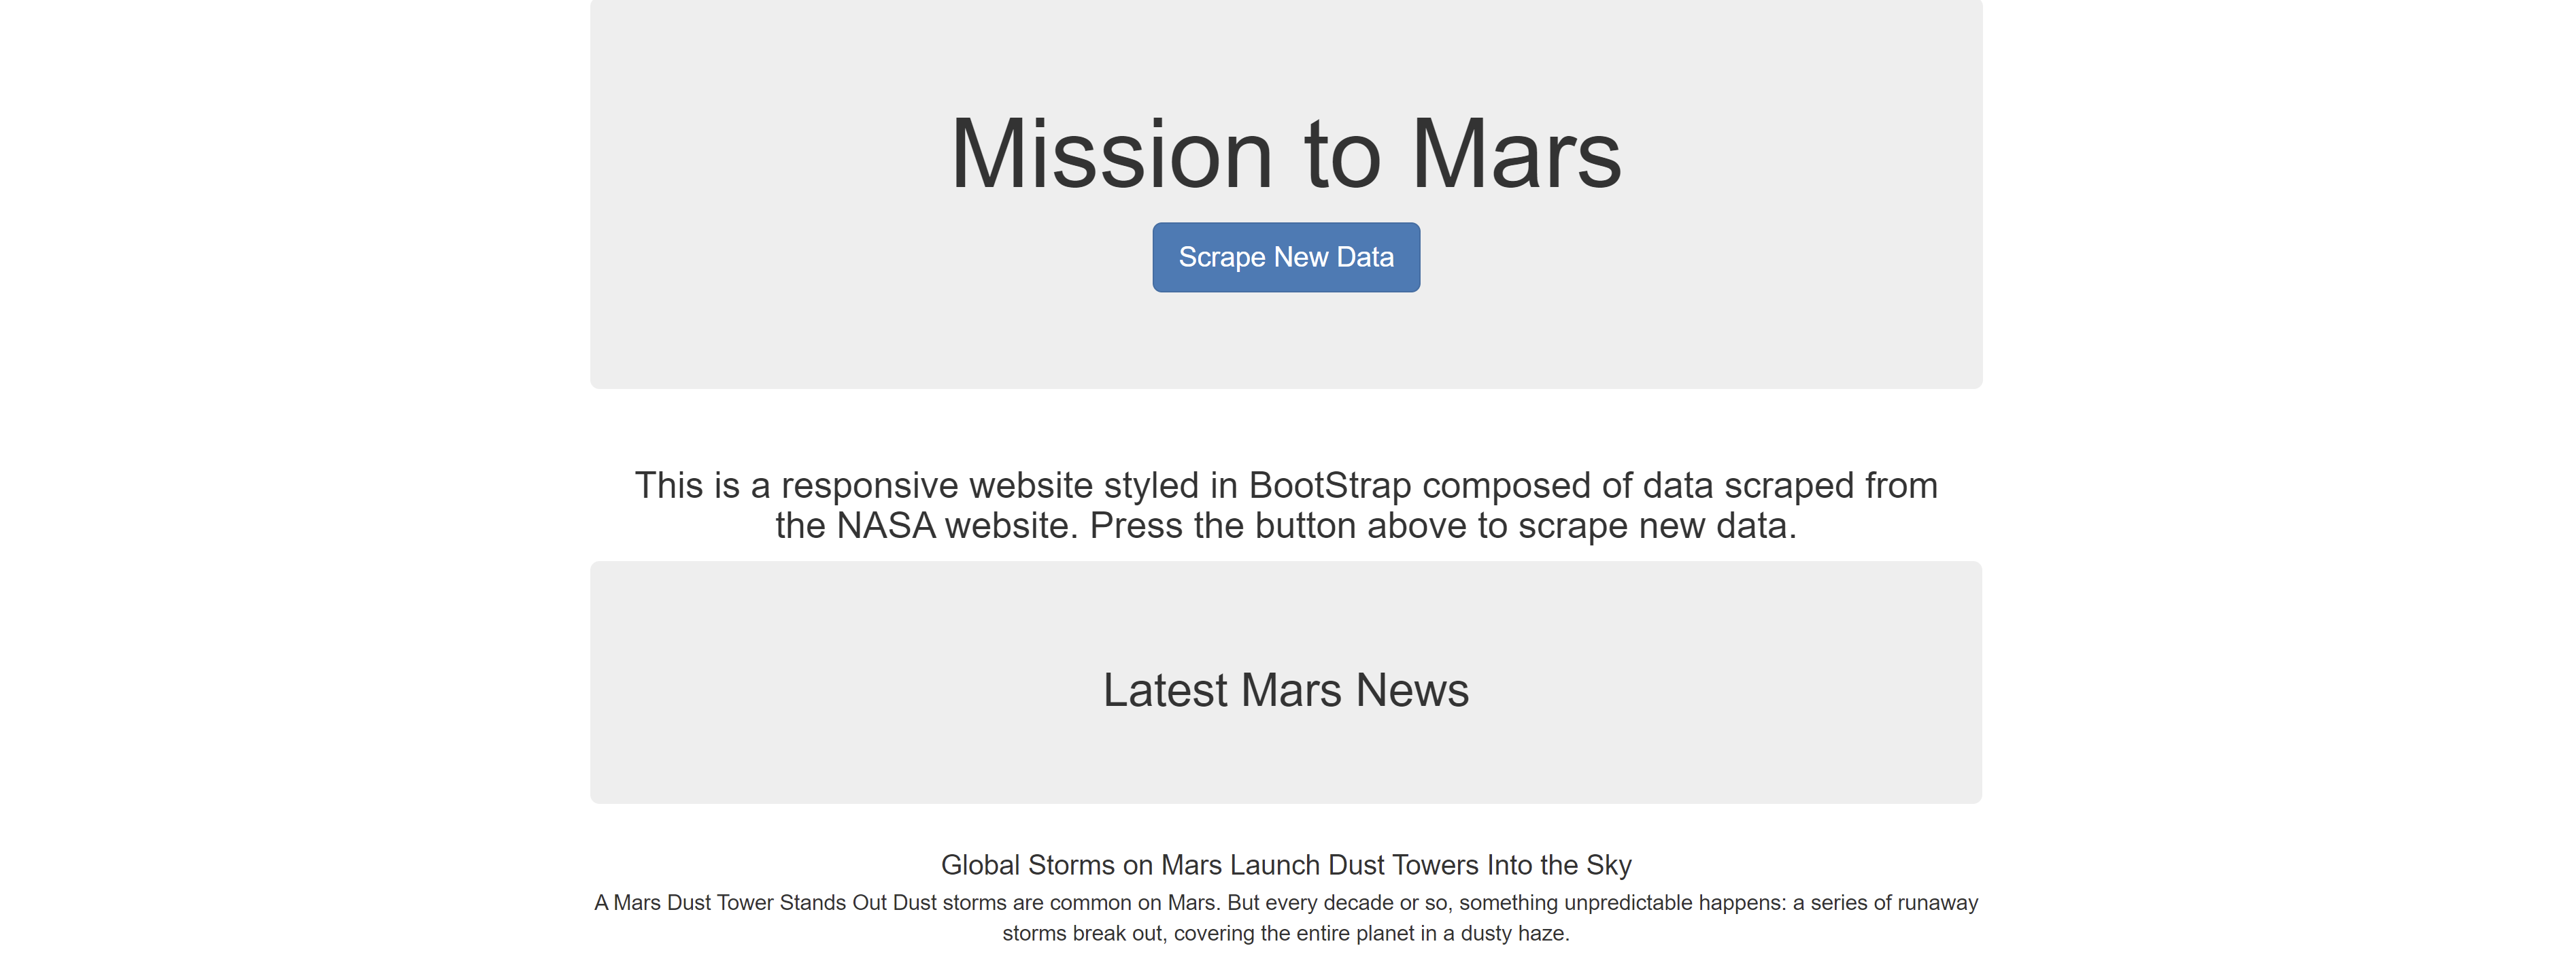 Mission to Mars
Scrape New Data
This is a responsive website styled in BootStrap composed of data scraped from
the NASA website. Press the button above to scrape new data.
Latest Mars News
Global Storms on Mars Launch Dust Towers Into the Sky
A Mars Dust Tower Stands Out Dust storms are common on Mars. But every decade or so, something unpredictable happens: a series of runaway
storms break out, covering the entire planet in a dusty haze.